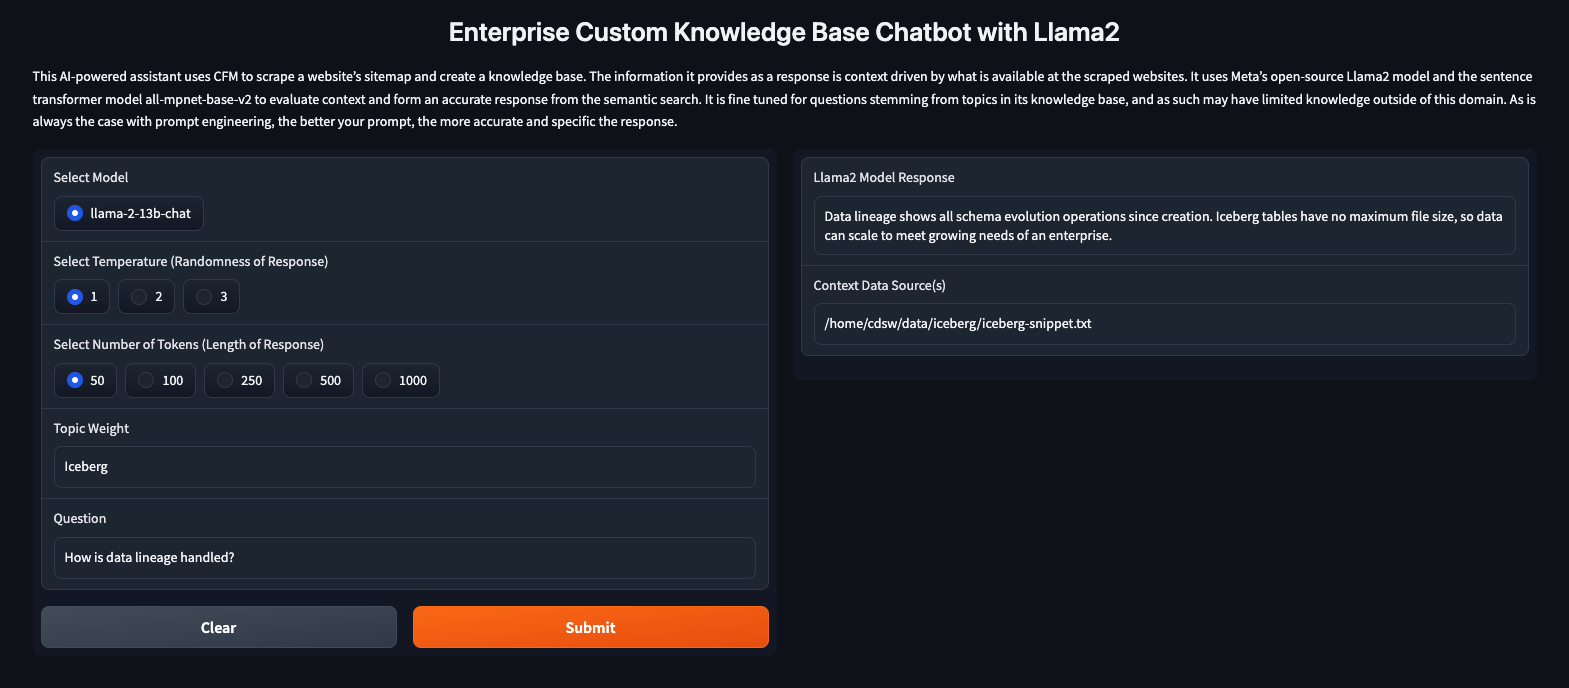 Enterprise Custom Knowledge Base Chatbot with Llama2
This AI-powered assistant uses CFM to scrape a website's sitemap and create a knowledge base. The information it provides as a response is context driven by what is available at the scraped websites. It uses Meta's open-source Llama2 model and the sentence
transformer model all-mpnet-base-v2 to evaluate context and form an accurate response from the semantic search. It is fine tuned for questions stemming from topics in its knowledge base, and as such may have limited knowledge outside of this domain. As is
always the case with prompt engineering, the better your prompt, the more accurate and specific the response.
Select Model
llama-2-13b-chat
Select Temperature (Randomness of Response)
1 2 3
Select Number of Tokens (Length of Response)
50 100 250 500 1000
Topic Weight
Iceberg
Question
How is data lineage handled?
Clear Submit
Llama2 Model Response
Data lineage shows all schema evolution operations since creation. Iceberg tables have no maximum file size, so data
can scale to meet growing needs of an enterprise.
Context Data Source(s)
/home/cdsw/data/iceberg/iceberg-snippet.txt